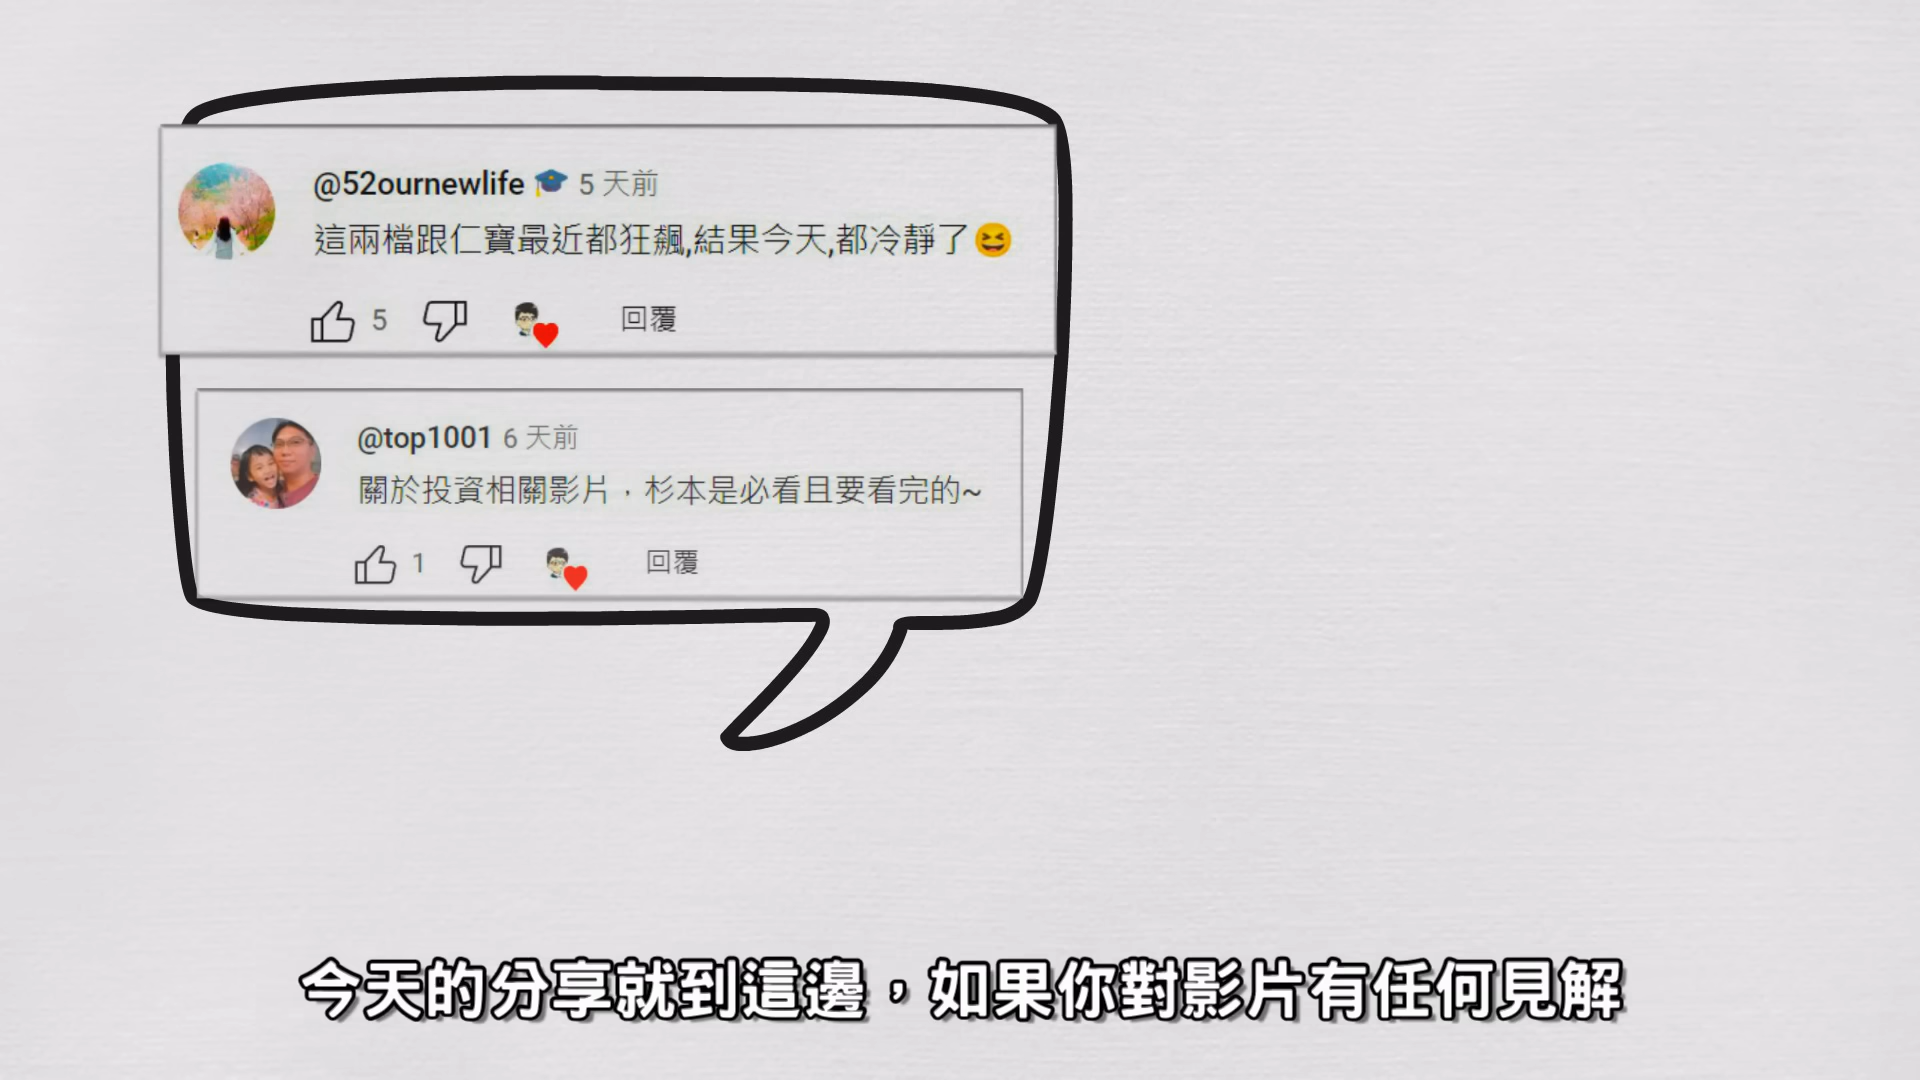 @52ournewlife 🎓 5 天前
這兩檔跟仁寶最近都狂飆,結果今天,都冷靜了😆
5 回覆
@top1001 6 天前
關於投資相關影片，杉本是必看且要看完的~
1 回覆
今天的分享就到這邊，如果你對影片有任何見解